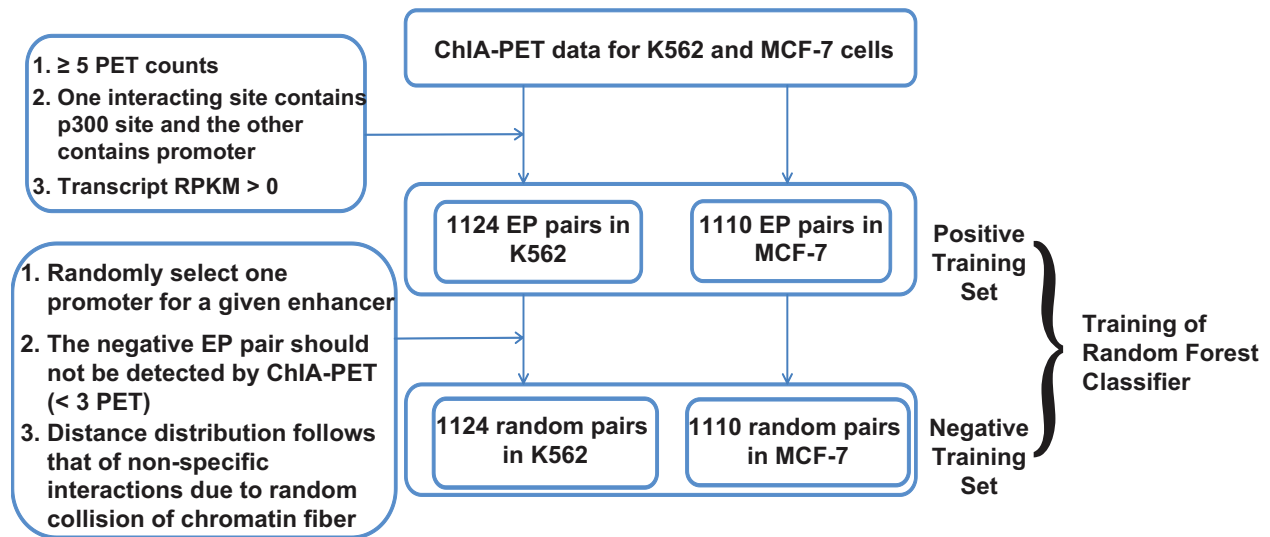 ChIA-PET data for K562 and MCF-7 cells
1. ≥ 5 PET counts
2. One interacting site contains
p300 site and the other
contains promoter
3. Transcript RPKM > 0
1124 EP pairs in
K562
1110 EP pairs in
MCF-7
Positive
Training
Set
1. Randomly select one
promoter for a given enhancer
2. The negative EP pair should
not be detected by ChIA-PET
(< 3 PET)
3. Distance distribution follows
that of non-specific
interactions due to random
collision of chromatin fiber
1124 random pairs
in K562
1110 random pairs
in MCF-7
Negative
Training
Set
Training of
Random Forest
Classifier